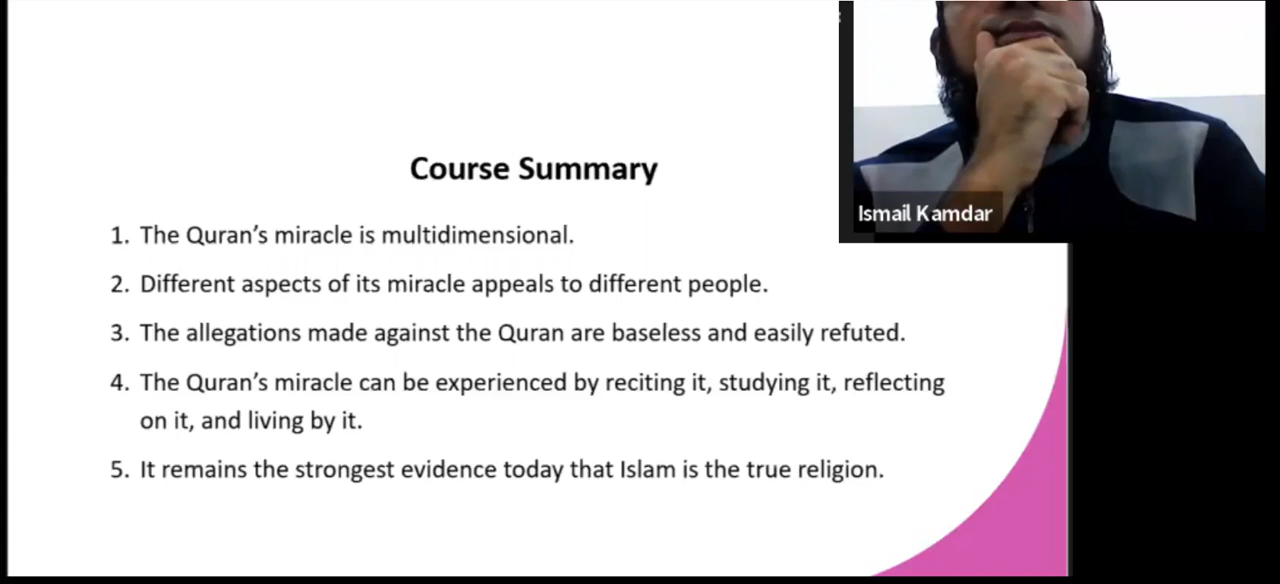 Course Summary
1. The Quran’s miracle is multidimensional.
2. Different aspects of its miracle appeals to different people.
3. The allegations made against the Quran are baseless and easily refuted.
4. The Quran’s miracle can be experienced by reciting it, studying it, reflecting
on it, and living by it.
5. It remains the strongest evidence today that Islam is the true religion.
Ismail Kamdar